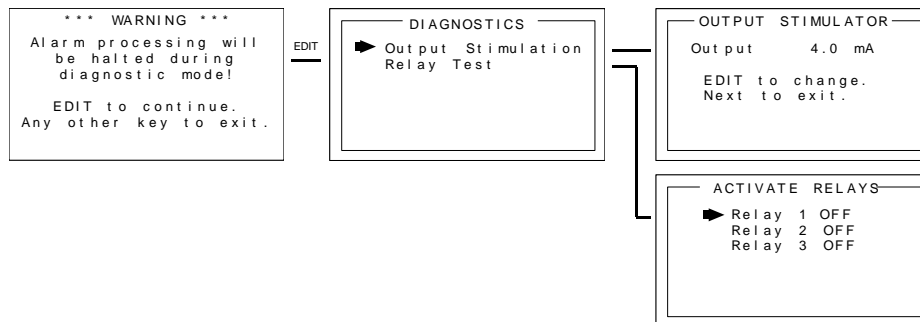 *** WARNING ***
Alarm processing will
be halted during
diagnostic mode!
EDIT to continue.
Any other key to exit.
EDIT
DIAGNOSTICS
Output Stimulation
Relay Test
OUTPUT STIMULATOR
Output 4.0 mA
EDIT to change.
Next to exit.
ACTIVATE RELAYS
Relay 1 OFF
Relay 2 OFF
Relay 3 OFF